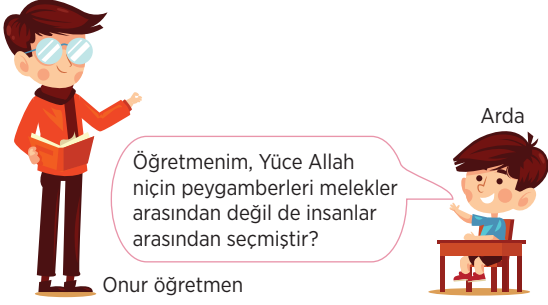 Arda
Öğretmenim, Yüce Allah
niçin peygamberleri melekler
arasından değil de insanlar
arasından seçmiştir?
Onur öğretmen